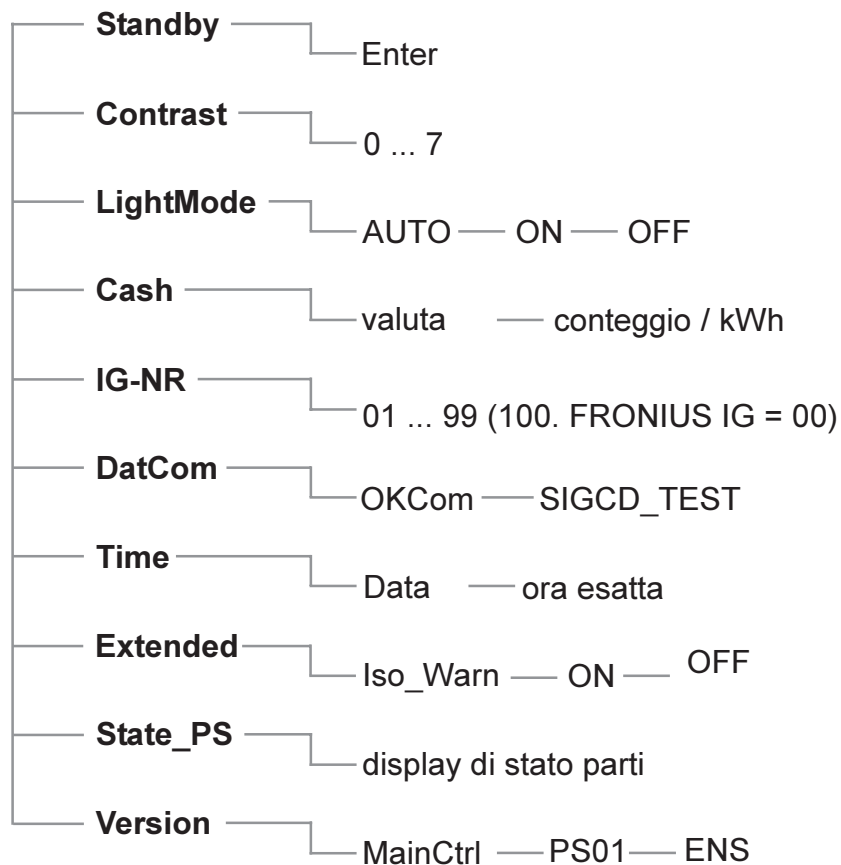 Standby
Enter
Contrast
0 ... 7
LightMode
AUTO ON OFF
Cash
valuta conteggio / kWh
IG-NR
01 ... 99 (100. FRONIUS IG = 00)
DatCom
OKCom SIGCD_TEST
Time
Data ora esatta
Extended
Iso_Warn ON OFF
State_PS
display di stato parti
Version
MainCtrl PS01 ENS